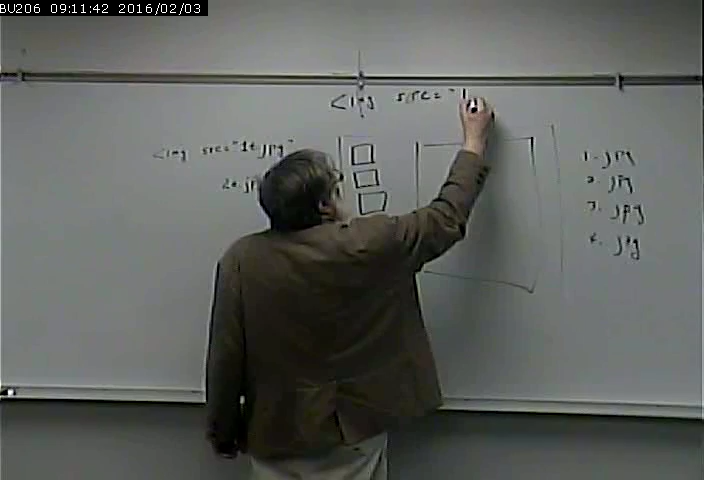 BU206 09:11:42 2016/02/03
<img src="1
<img src="1t.jpg"
2t.jp
1. jpg
2. jpg
3. jpg
4. jpg